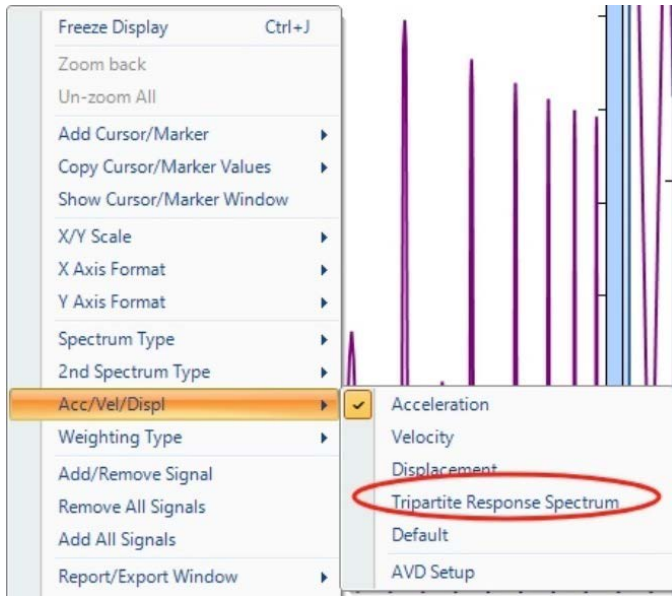 Freeze Display Ctrl+J
Zoom back
Un-zoom All
Add Cursor/Marker
Copy Cursor/Marker Values
Show Cursor/Marker Window
X/Y Scale
X Axis Format
Y Axis Format
Spectrum Type
2nd Spectrum Type
Acc/Vel/Displ
Weighting Type
Add/Remove Signal
Remove All Signals
Add All Signals
Report/Export Window
Acceleration
Velocity
Displacement
Tripartite Response Spectrum
Default
AVD Setup